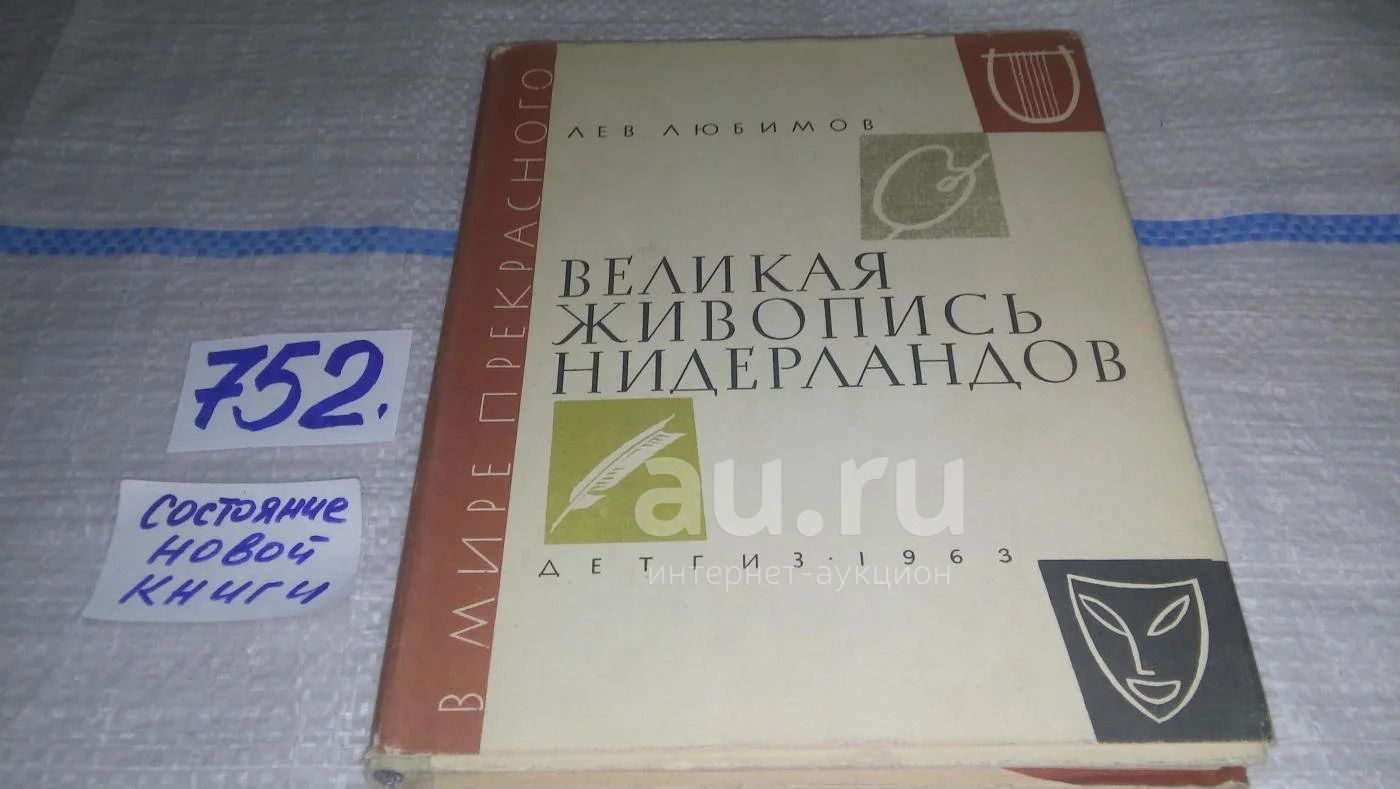 В МИРЕ ПРЕКРАСНОГО
ЛЕВ ЛЮБИМОВ
ВЕЛИКАЯ
ЖИВОПИСЬ
НИДЕРЛАНДОВ
ДЕТГИЗ · 1963
752.
СОСТОЯНИЕ
НОВОЙ
КНИГИ
au.ru
интернет-аукцион